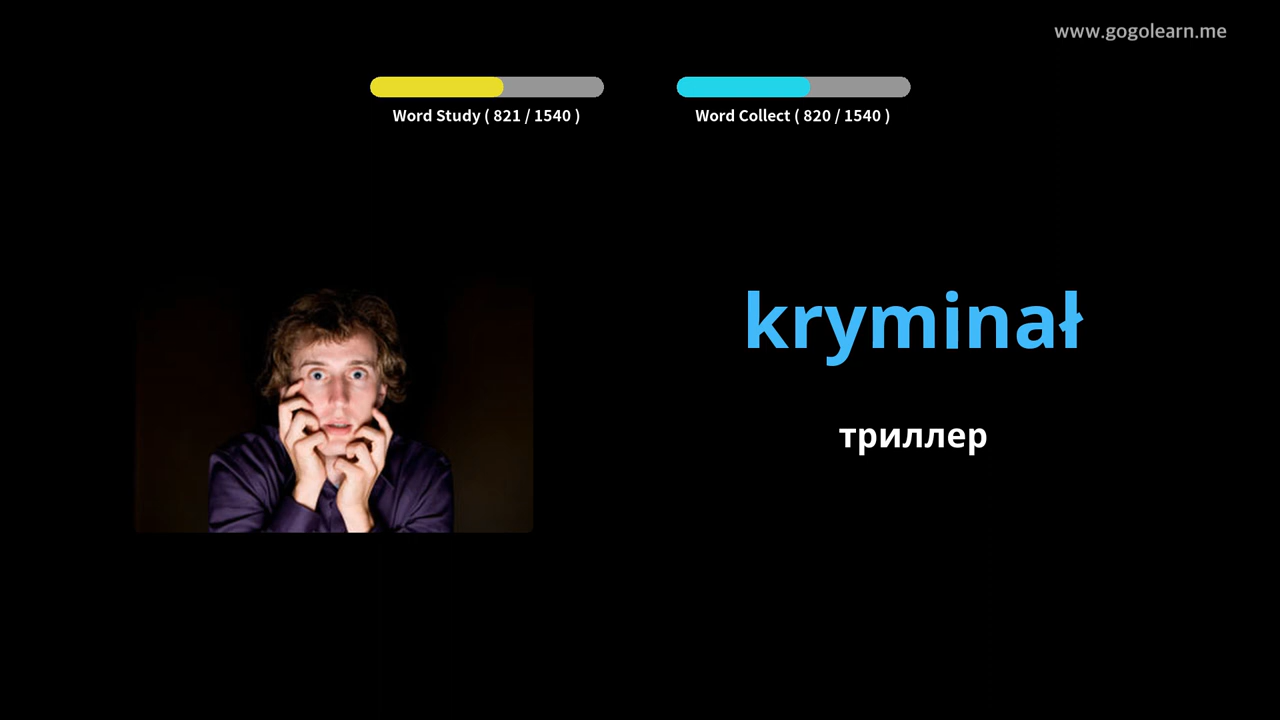 www.gogolearn.me
Word Study ( 821 / 1540 )
Word Collect ( 820 / 1540 )
kryminał
триллер